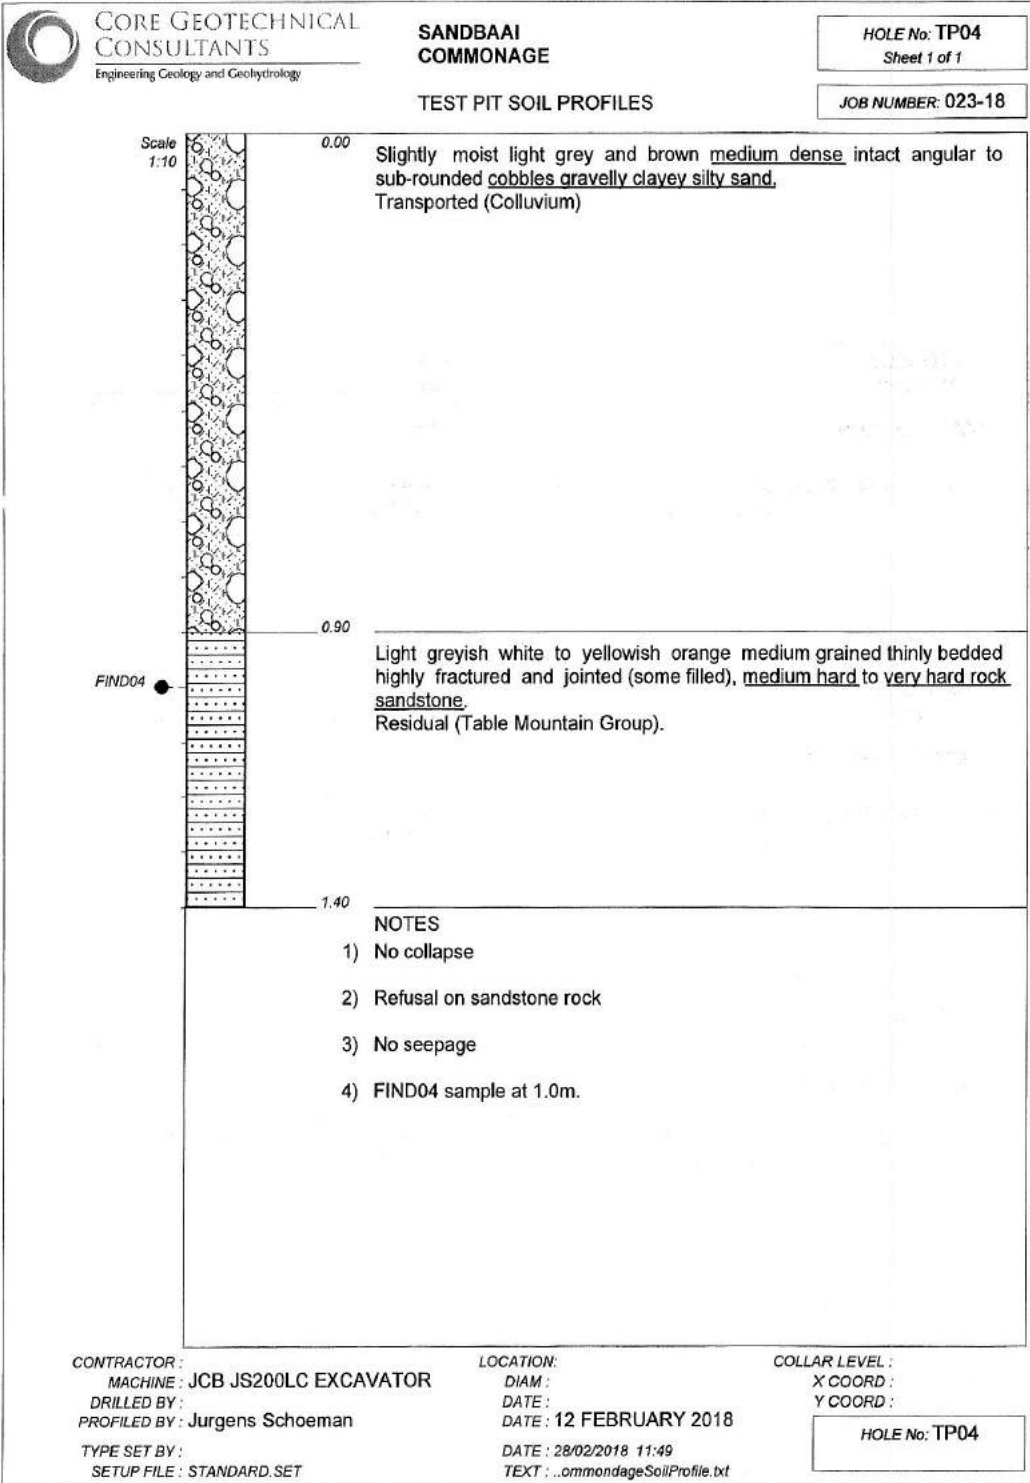 CORE GEOTECHNICAL
CONSULTANTS
Engineering Geology and Geohydrology
SANDBAAI
COMMONAGE
TEST PIT SOIL PROFILES
HOLE No: TP04
Sheet 1 of 1
JOB NUMBER: 023-18
Scale
1:10
0.00
Slightly moist light grey and brown medium dense intact angular to
sub-rounded cobbles gravelly clayey silty sand.
Transported (Colluvium)
0.90
Light greyish white to yellowish orange medium grained thinly bedded
highly fractured and jointed (some filled), medium hard to very hard rock
sandstone.
Residual (Table Mountain Group).
FIND04
1.40
NOTES
1) No collapse
2) Refusal on sandstone rock
3) No seepage
4) FIND04 sample at 1.0m.
CONTRACTOR :
MACHINE : JCB JS200LC EXCAVATOR
DRILLED BY :
PROFILED BY : Jurgens Schoeman
TYPE SET BY :
SETUP FILE : STANDARD.SET
LOCATION:
DIAM :
DATE :
DATE : 12 FEBRUARY 2018
DATE : 28/02/2018 11:49
TEXT : ..ommondageSoilProfile.txt
COLLAR LEVEL :
X COORD :
Y COORD :
HOLE No: TP04